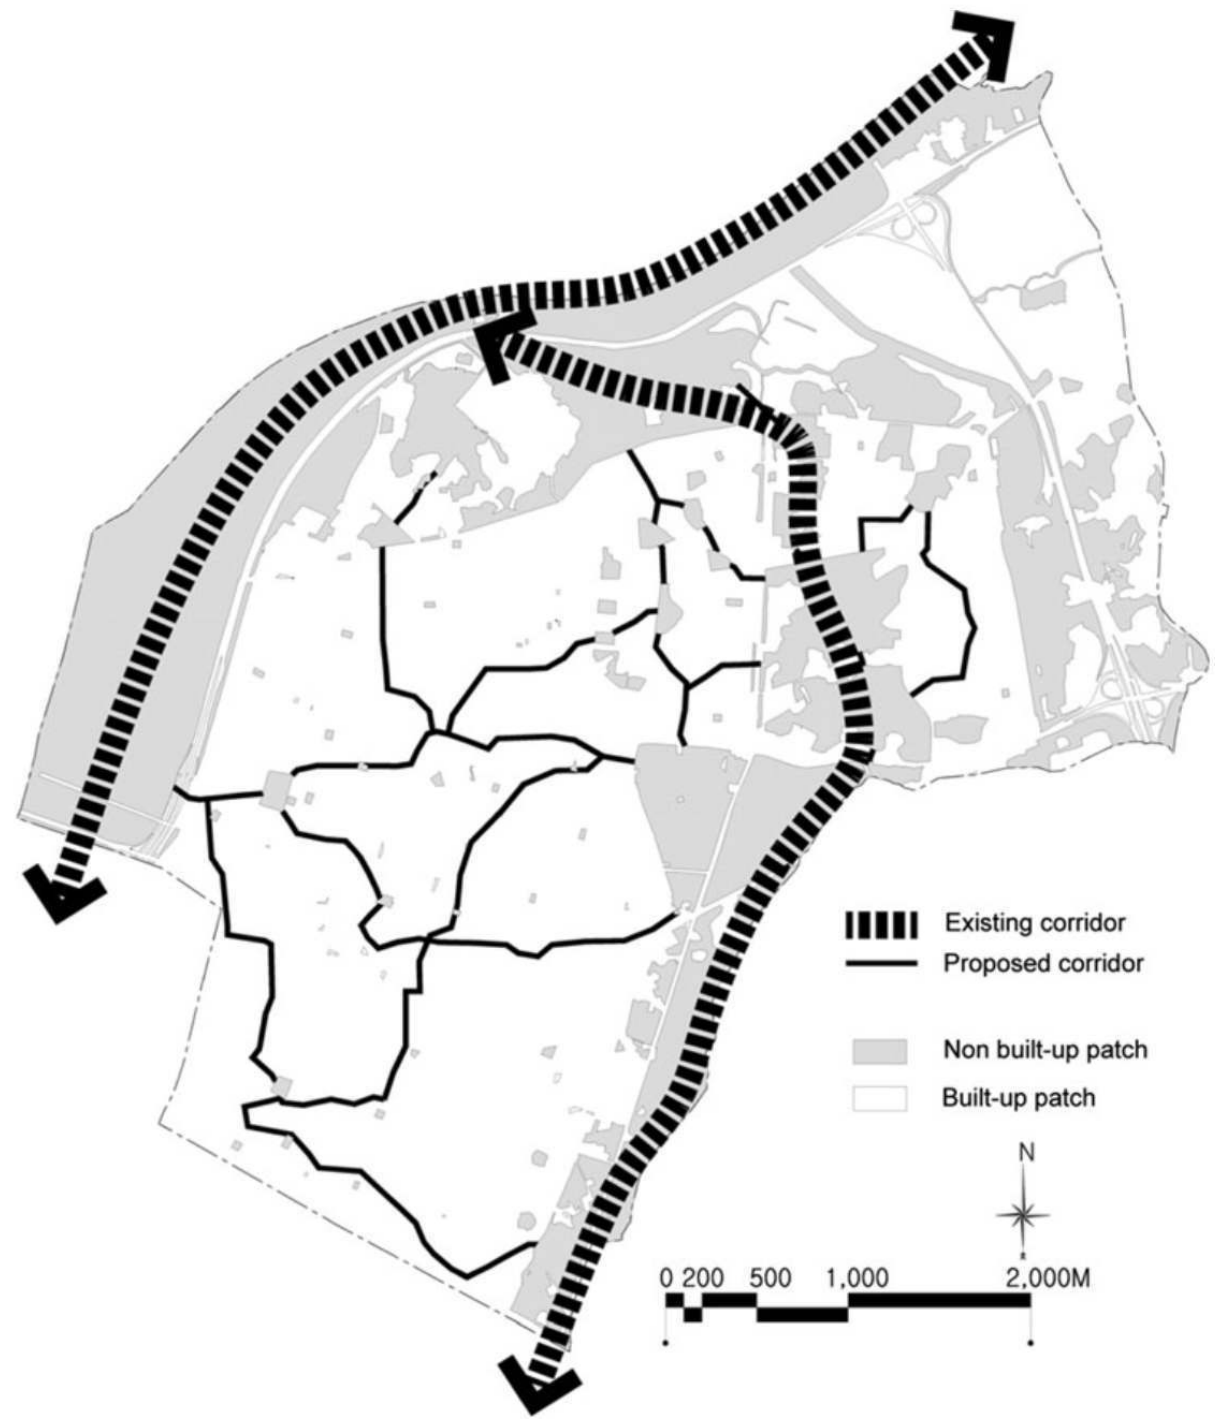 Existing corridor
Proposed corridor
Non built-up patch
Built-up patch
N
0 200 500 1,000 2,000M